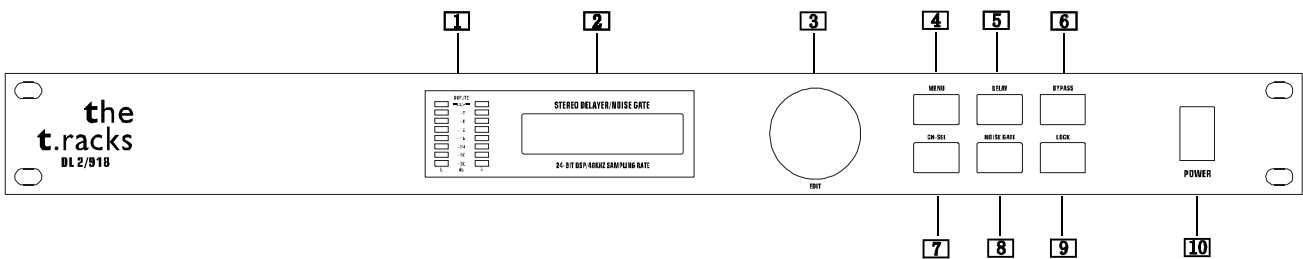 1
2
3
4
5
6
the
t.racks
DL 2/918
INPUTS
L
dB
STEREO DELAYER/NOISE GATE
24-BIT DSP/48KHZ SAMPLING RATE
EDIT
MENU
DELAY
BYPASS
CH-SEL
NOISE GATE
LOCK
POWER
7
8
9
10